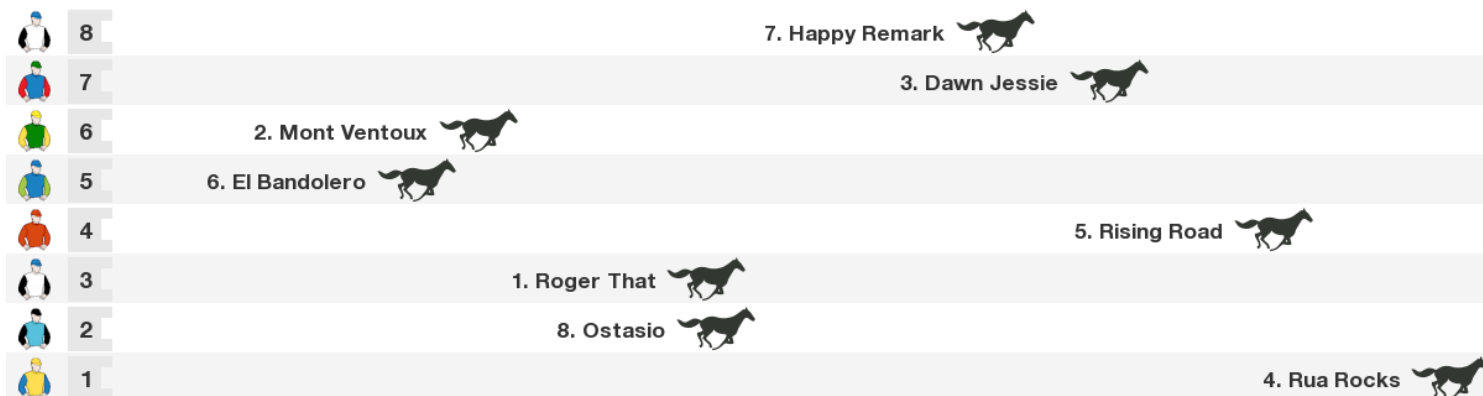 8 7. Happy Remark
7 3. Dawn Jessie
6 2. Mont Ventoux
5 6. El Bandolero
4 5. Rising Road
3 1. Roger That
2 8. Ostasio
1 4. Rua Rocks